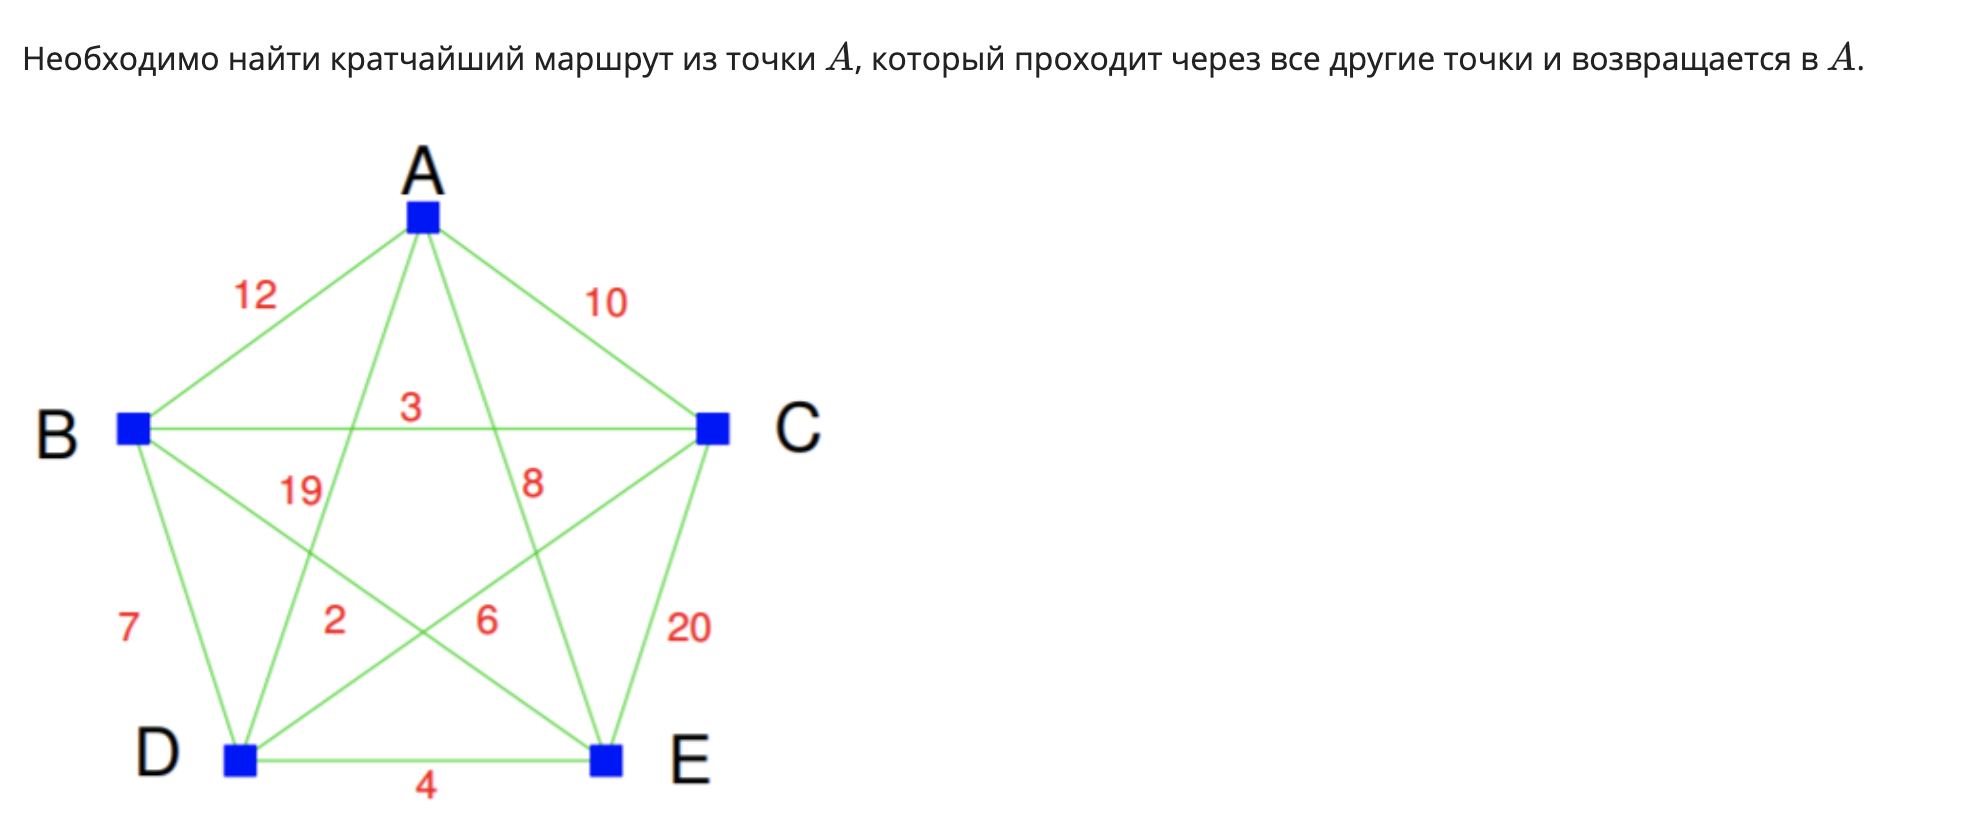 Необходимо найти кратчайший маршрут из точки A, который проходит через все другие точки и возвращается в A.
A
12
10
3
B
C
19
8
7
2
6
20
D
E
4